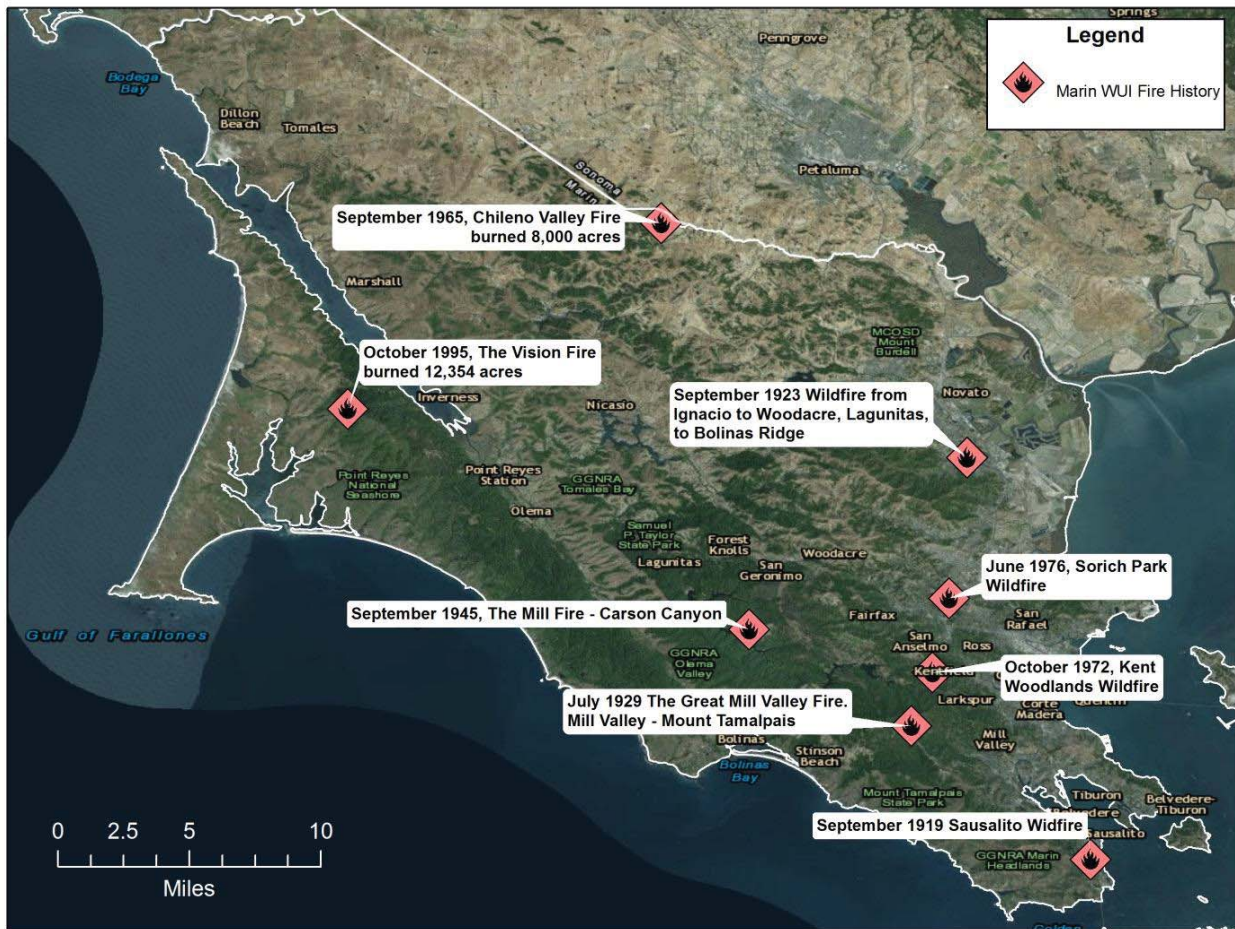 Springs
Penngrove
Legend
Marin WUI Fire History
Bodega
Bay
Dillon
Beach
Tomales
Petaluma
Sonoma
Marin
September 1965, Chileno Valley Fire
burned 8,000 acres
Marshall
MCOSD
Mount
Burdell
October 1995, The Vision Fire
burned 12,354 acres
Inverness
Nicasio
Novato
September 1923 Wildfire from
Ignacio to Woodacre, Lagunitas,
to Bolinas Ridge
Point Reyes
National
Seashore
Point Reyes
Station
GGNRA
Tomales Bay
Olema
Samuel
P. Taylor
State Park
Forest
Knolls
Woodacre
Lagunitas
San
Geronimo
June 1976, Sorich Park
Wildfire
September 1945, The Mill Fire - Carson Canyon
Fairfax
San
Rafael
Gulf of Farallones
San
Anselmo
Ross
GGNRA
Olema
Valley
Kentfield
October 1972, Kent
Woodlands Wildfire
Larkspur
Corte
Madera
Quentin
July 1929 The Great Mill Valley Fire.
Mill Valley - Mount Tamalpais
Bolinas
Stinson
Beach
Mill
Valley
Bolinas
Bay
Mount Tamalpais
State Park
Tiburon
Belvedere
Belvedere-
Tiburon
September 1919 Sausalito Widfire
Sausalito
GGNRA Marin
Headlands
0 2.5 5 10
Miles